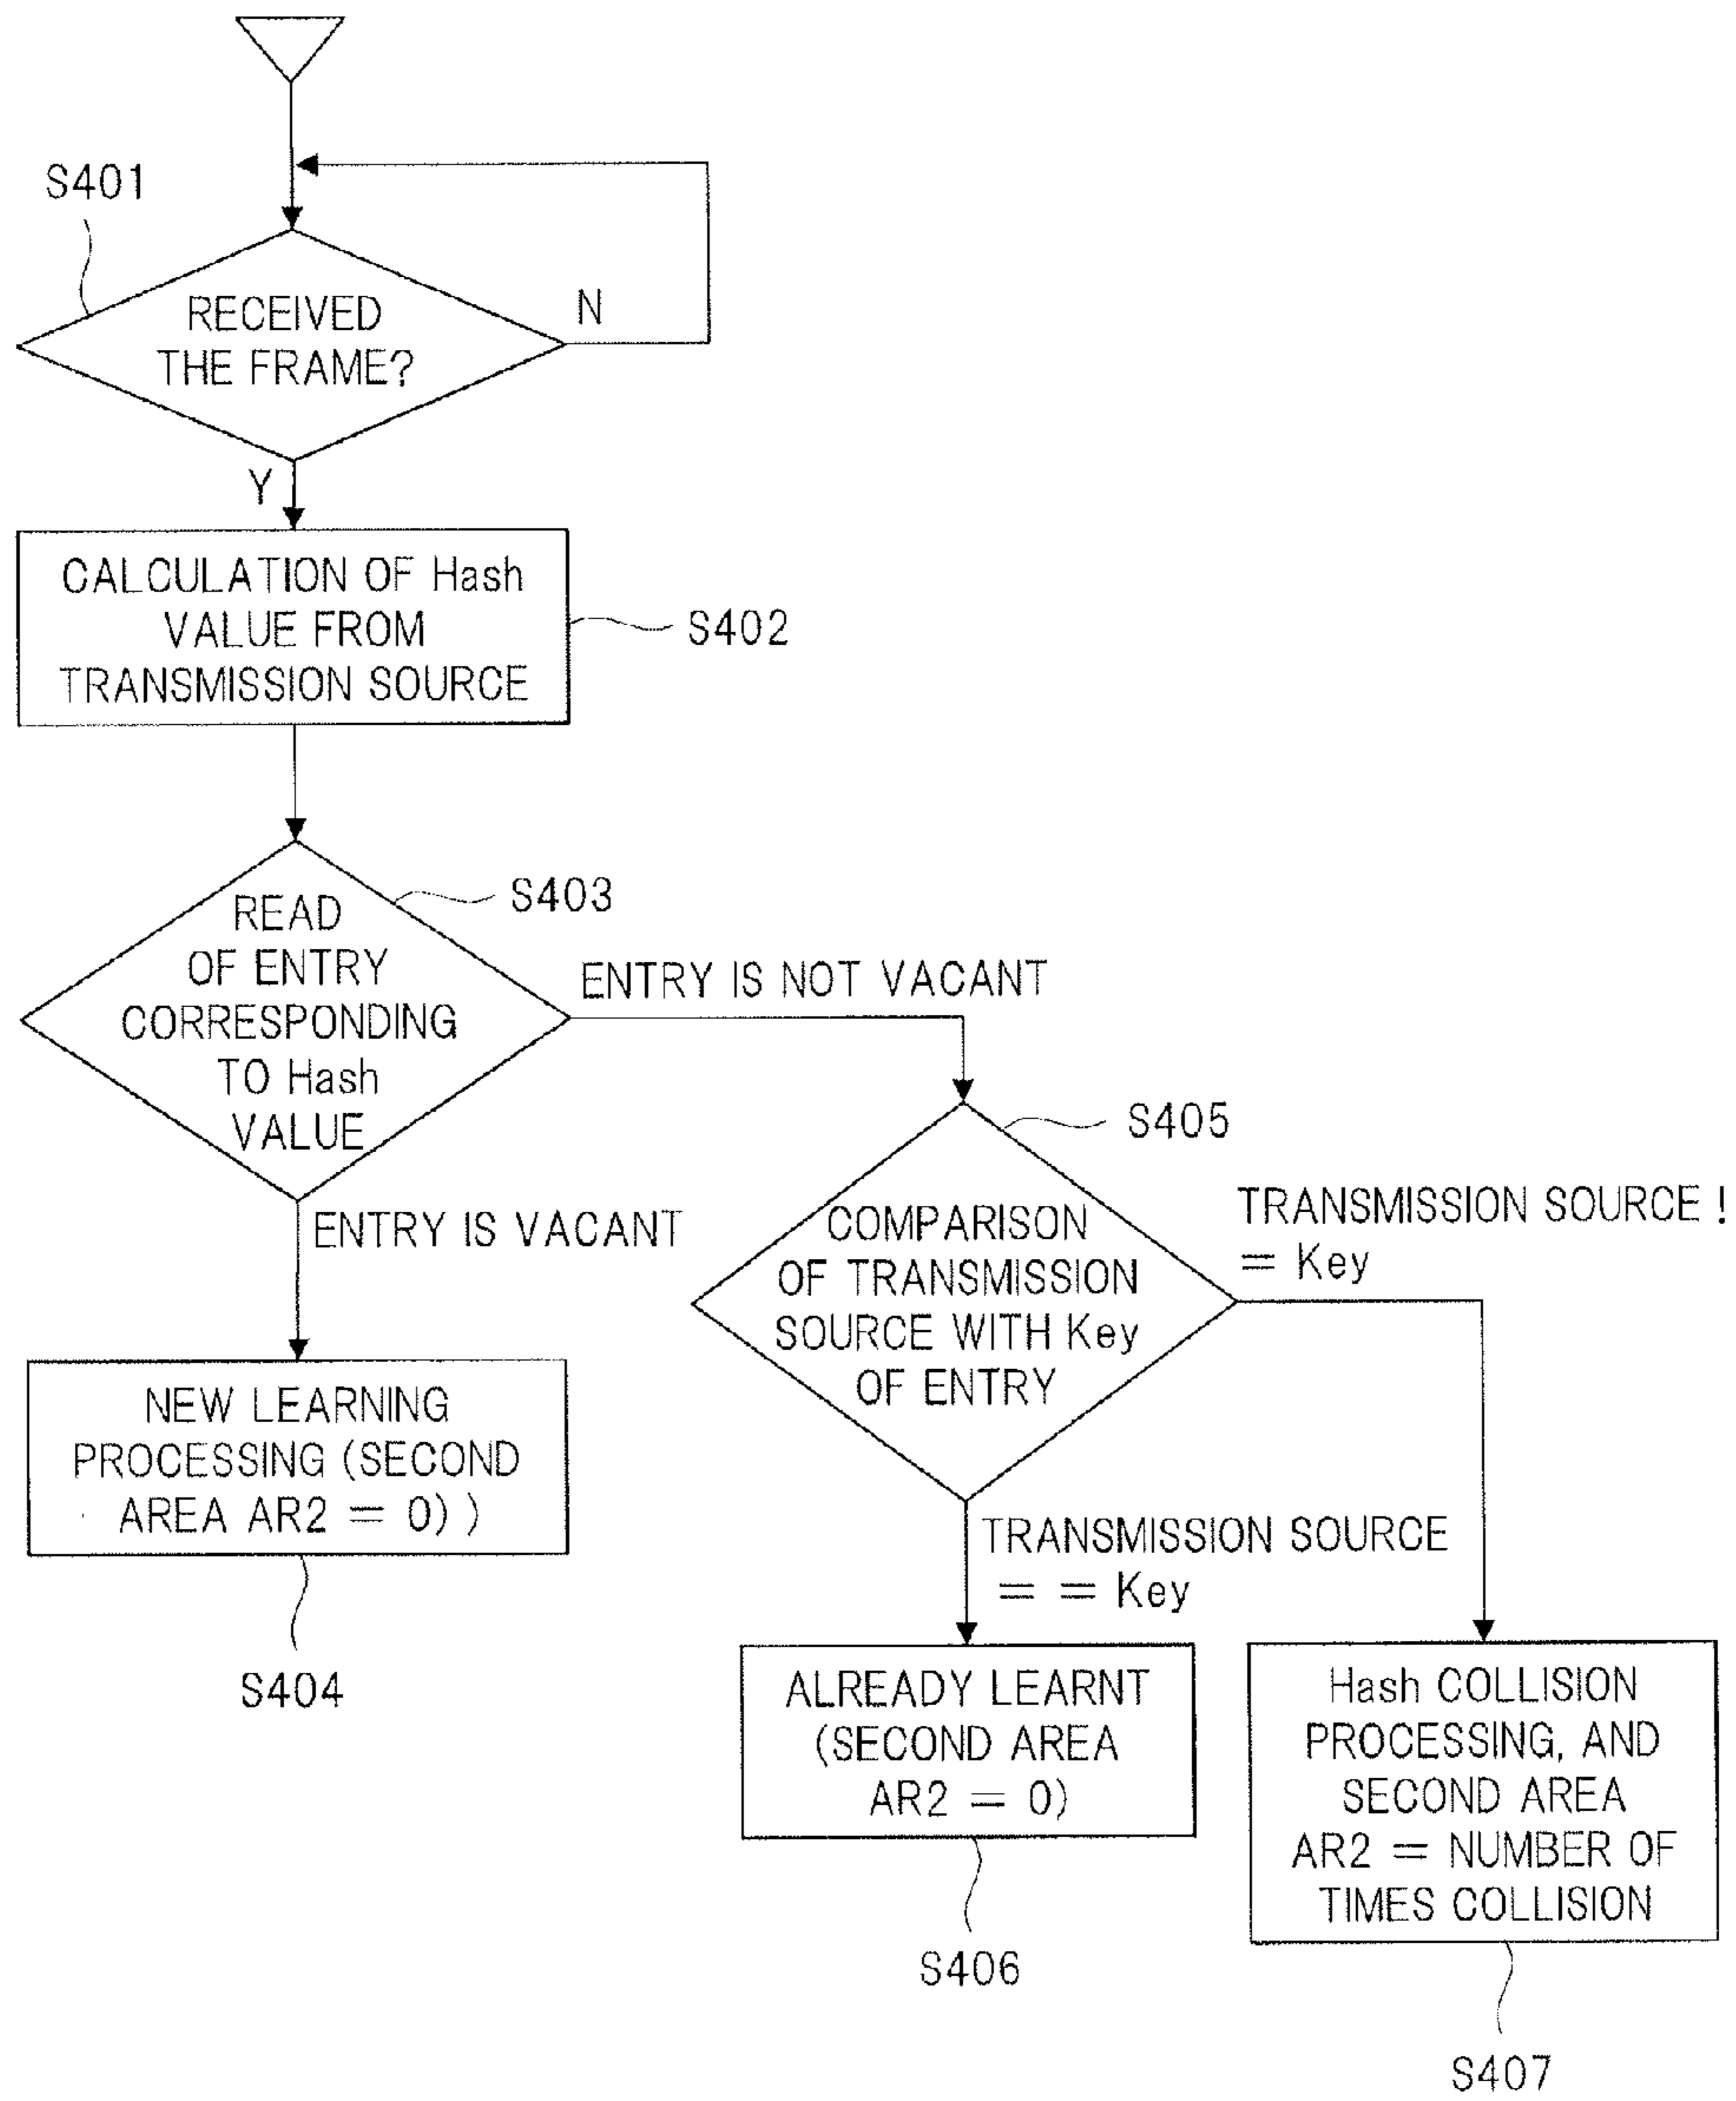 S401
RECEIVED
THE FRAME?
N
Y
CALCULATION OF Hash
VALUE FROM
TRANSMISSION SOURCE
S402
S403
READ
OF ENTRY
CORRESPONDING
TO Hash
VALUE
ENTRY IS NOT VACANT
ENTRY IS VACANT
S405
COMPARISON
OF TRANSMISSION
SOURCE WITH Key
OF ENTRY
TRANSMISSION SOURCE !
= Key
NEW LEARNING
PROCESSING (SECOND
AREA AR2 = 0) )
S404
TRANSMISSION SOURCE
= = Key
ALREADY LEARNT
(SECOND AREA
AR2 = 0)
S406
Hash COLLISION
PROCESSING, AND
SECOND AREA
AR2 = NUMBER OF
TIMES COLLISION
S407